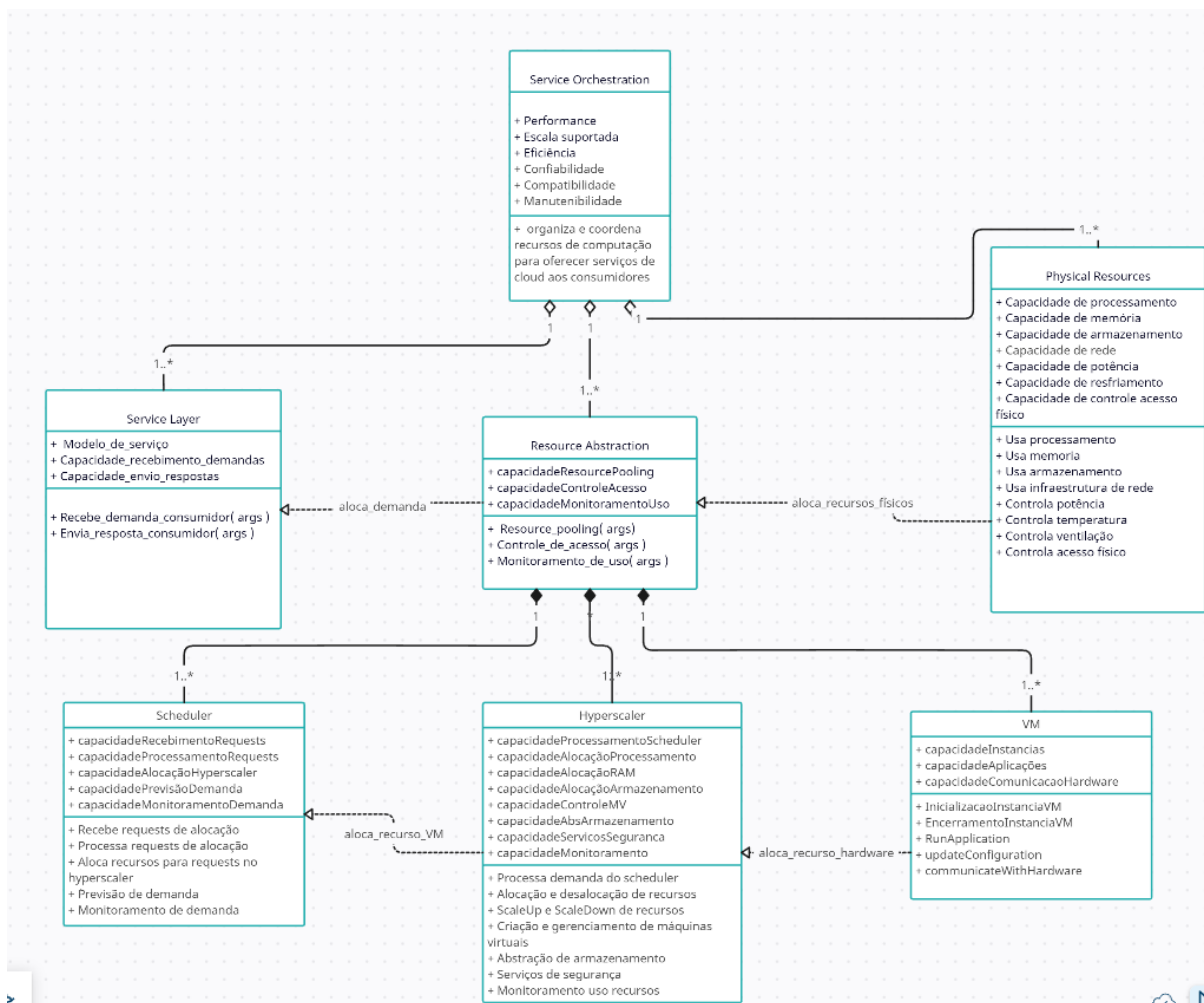 Service Orchestration
+ Performance
+ Escala suportada
+ Eficiência
+ Confiabilidade
+ Compatibilidade
+ Manutenibilidade
+ organiza e coordena
recursos de computação
para oferecer serviços de
cloud aos consumidores
1
1
1
1..*
1..*
1..*
Physical Resources
+ Capacidade de processamento
+ Capacidade de memória
+ Capacidade de armazenamento
+ Capacidade de rede
+ Capacidade de potência
+ Capacidade de resfriamento
+ Capacidade de controle acesso
físico
+ Usa processamento
+ Usa memoria
+ Usa armazenamento
+ Usa infraestrutura de rede
+ Controla potência
+ Controla temperatura
+ Controla ventilação
+ Controla acesso físico
Service Layer
+ Modelo_de_serviço
+ Capacidade_recebimento_demandas
+ Capacidade_envio_respostas
+ Recebe_demanda_consumidor( args )
+ Envia_resposta_consumidor( args )
aloca_demanda
Resource Abstraction
+ capacidadeResourcePooling
+ capacidadeControleAcesso
+ capacidadeMonitoramentoUso
+ Resource_pooling( args)
+ Controle_de_acesso( args )
+ Monitoramento_de_uso( args )
aloca_recursos_físicos
1
*
1
1..*
1..*
1..*
Scheduler
+ capacidadeRecebimentoRequests
+ capacidadeProcessamentoRequests
+ capacidadeAlocaçãoHyperscaler
+ capacidadePrevisãoDemanda
+ capacidadeMonitoramentoDemanda
+ Recebe requests de alocação
+ Processa requests de alocação
+ Aloca recursos para requests no
hyperscaler
+ Previsão de demanda
+ Monitoramento de demanda
aloca_recurso_VM
Hyperscaler
+ capacidadeProcessamentoScheduler
+ capacidadeAlocaçãoProcessamento
+ capacidadeAlocaçãoRAM
+ capacidadeAlocaçãoArmazenamento
+ capacidadeControleMV
+ capacidadeAbsArmazenamento
+ capacidadeServicosSeguranca
+ capacidadeMonitoramento
+ Processa demanda do scheduler
+ Alocação e desalocação de recursos
+ ScaleUp e ScaleDown de recursos
+ Criação e gerenciamento de máquinas
virtuais
+ Abstração de armazenamento
+ Serviços de segurança
+ Monitoramento uso recursos
aloca_recurso_hardware
VM
+ capacidadeInstancias
+ capacidadeAplicações
+ capacidadeComunicacaoHardware
+ InicializacaoInstanciaVM
+ EncerramentoInstanciaVM
+ RunApplication
+ updateConfiguration
+ communicateWithHardware